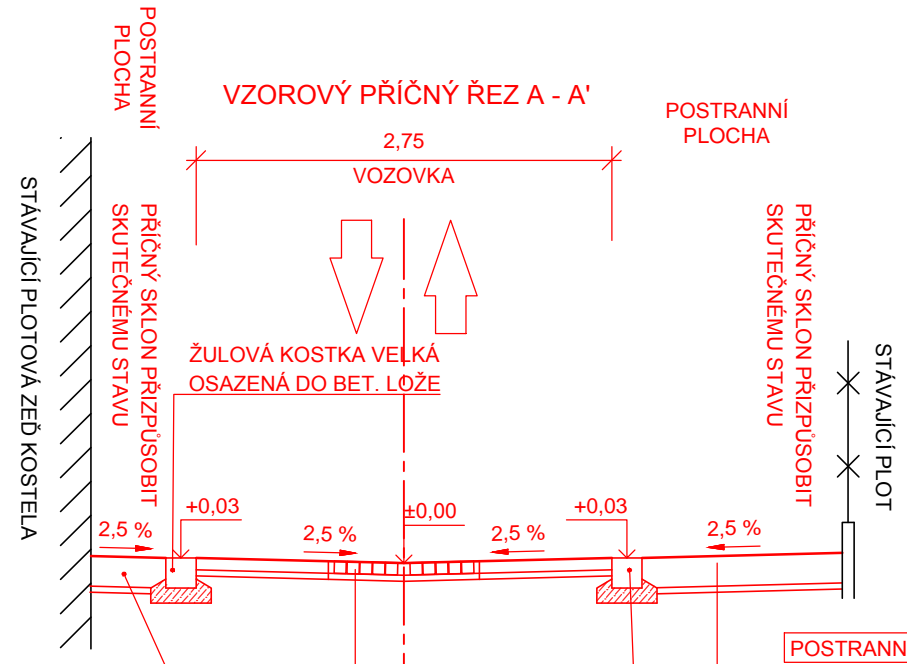 POSTRANNÍ
PLOCHA
VZOROVÝ PŘÍČNÝ ŘEZ A - A'
POSTRANNÍ
PLOCHA
2,75
VOZOVKA
STÁVAJÍCÍ PLOTOVÁ ZEĎ KOSTELA
PŘÍČNÝ SKLON PŘIZPŮSOBIT
SKUTEČNÉMU STAVU
PŘÍČNÝ SKLON PŘIZPŮSOBIT
SKUTEČNÉMU STAVU
STÁVAJÍCÍ PLOT
ŽULOVÁ KOSTKA VELKÁ
OSAZENÁ DO BET. LOŽE
+0,03
±0,00
+0,03
2,5 %
2,5 %
2,5 %
2,5 %
POSTRANN